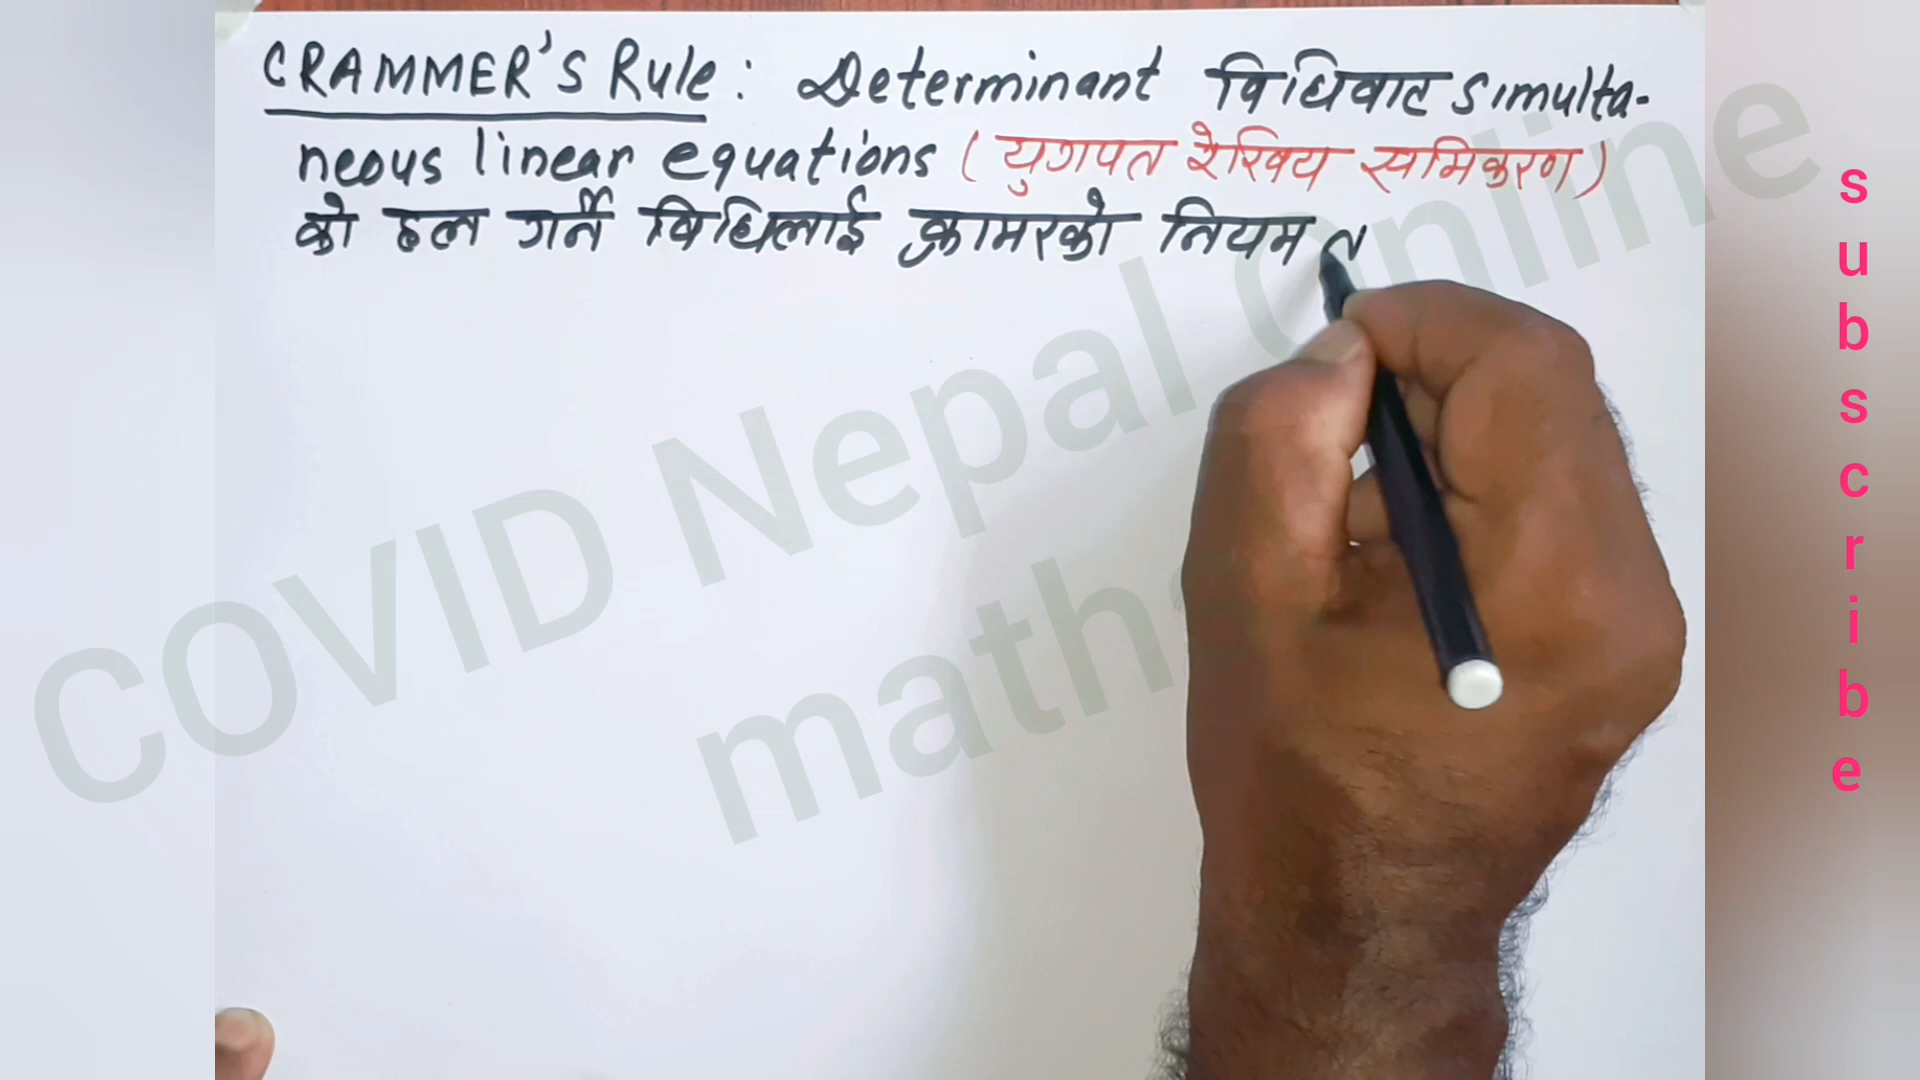 CRAMMER'S Rule: Determinant विधिबाट simulta-
neous linear equations (युगपत रेखिय समिकरण)
को हल गर्ने विधिलाई क्रामरको नियम
COVID Nepal Online
maths
subscribe